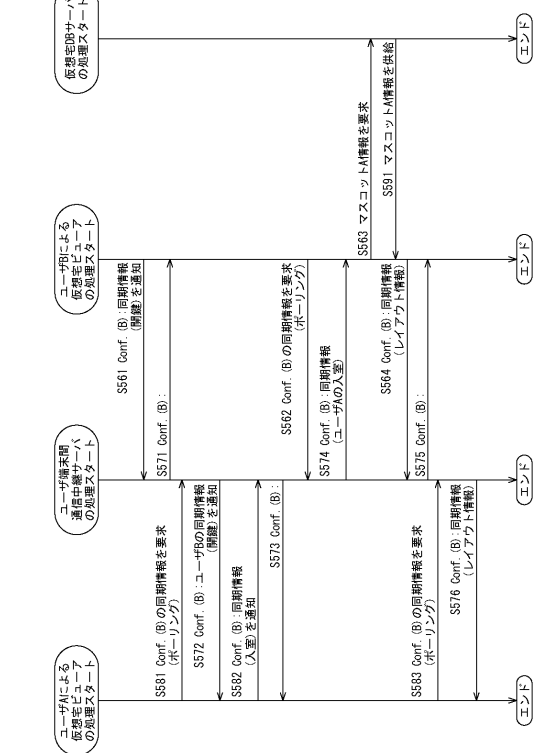 ユーザAによる
仮想宅ビューア
の処理スタート
ユーザ端末間
通信中継サーバ
の処理スタート
ユーザBによる
仮想宅ビューア
の処理スタート
仮想宅DBサーバ
の処理スタート
S561 Conf.(B):同期情報
(開鍵)を通知
S571 Conf.(B):
S581 Conf.(B)の同期情報を要求
(ポーリング)
S572 Conf.(B):ユーザBの同期情報
(開鍵)を通知
S582 Conf.(B):同期情報
(入室)を通知
S573 Conf.(B):
S562 Conf.(B)の同期情報を要求
(ポーリング)
S574 Conf.(B):同期情報
(ユーザAの入室)
S563 マスコットA情報を要求
S591 マスコットA情報を供給
S564 Conf.(B):同期情報
(レイアウト情報)
S575 Conf.(B):
S583 Conf.(B)の同期情報を要求
(ポーリング)
S576 Conf.(B):同期情報
(レイアウト情報)
エンド
エンド
エンド
エンド